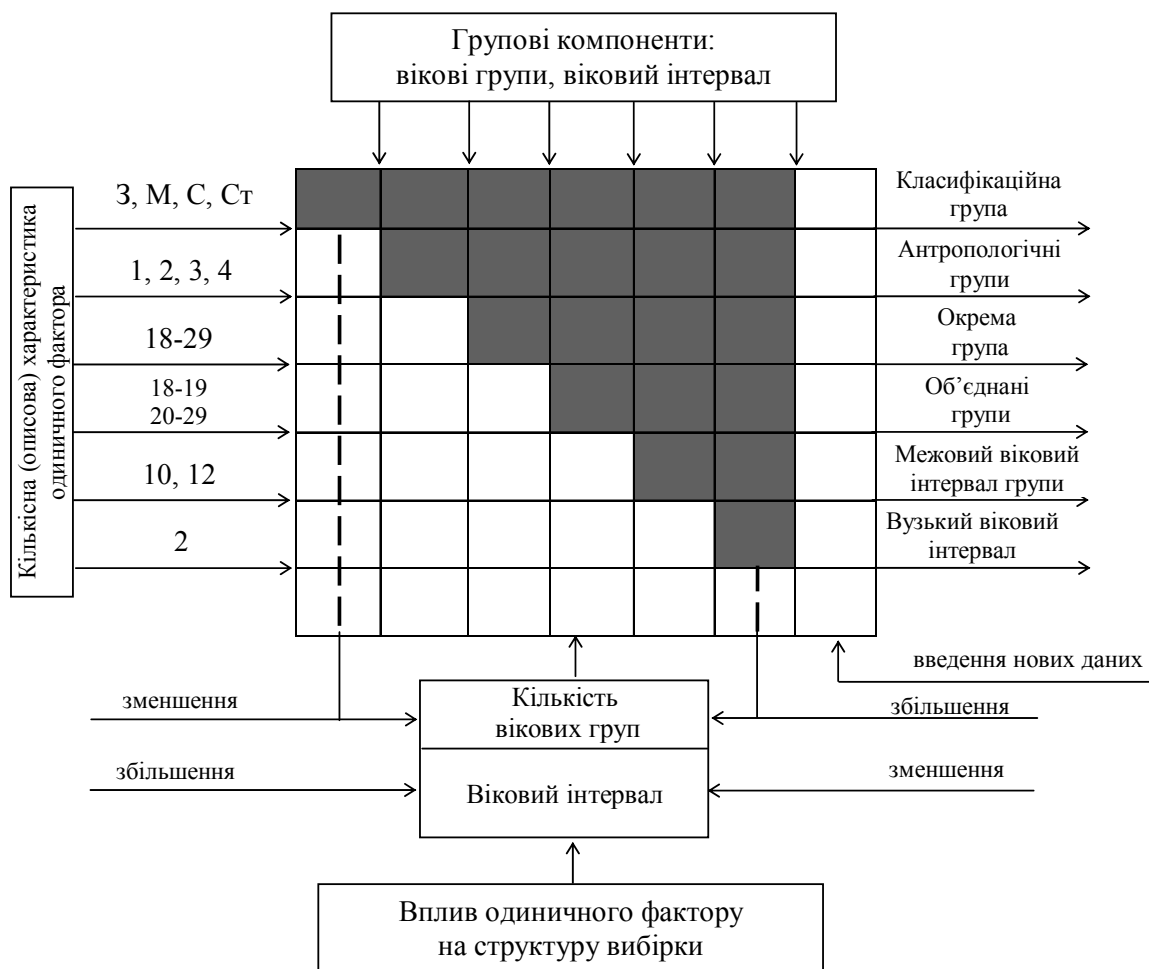 Групові компоненти:
вікові групи, віковий інтервал
Кількісна (описова) характеристика
одиничного фактора
З, М, С, Ст
Класифікаційна
група
1, 2, 3, 4
Антропологічні
групи
18-29
Окрема
група
18-19
20-29
Об’єднані
групи
10, 12
Межовий віковий
інтервал групи
2
Вузький віковий
інтервал
введення нових даних
зменшення
Кількість
вікових груп
збільшення
збільшення
Віковий інтервал
зменшення
Вплив одиничного фактору
на структуру вибірки